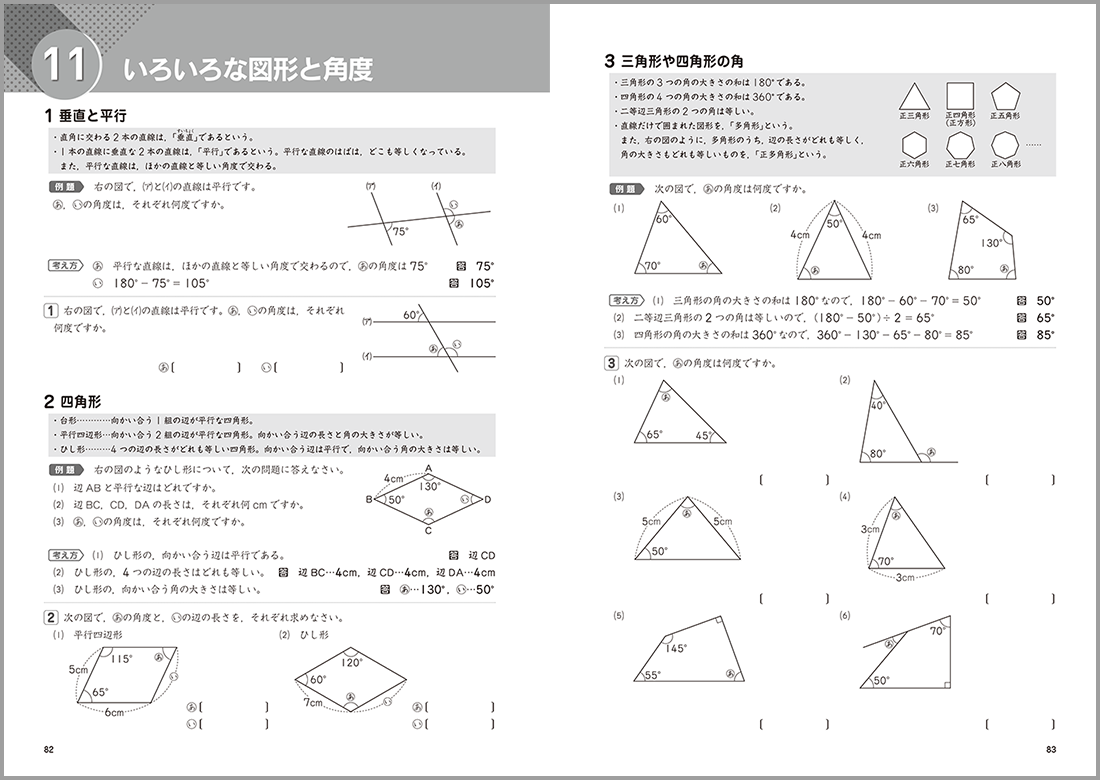 11 いろいろな図形と角度
1 垂直と平行
すいちょく
・直角に交わる2本の直線は,「垂直」であるという。
・1本の直線に垂直な2本の直線は,「平行」であるという。平行な直線のはばは,どこも等しくなっている。
また,平行な直線は,ほかの直線と等しい角度で交わる。
例題 右の図で,(ア)と(イ)の直線は平行です。
あ,いの角度は,それぞれ何度ですか。
(ア) (イ)
い
あ
75°
考え方 あ 平行な直線は,ほかの直線と等しい角度で交わるので,あの角度は75° 答 75°
い 180°−75°=105° 答 105°
1 右の図で,(ア)と(イ)の直線は平行です。あ,いの角度は,それぞれ
何度ですか。
60°
(ア)
あ い
(イ)
あ〔 〕 い〔 〕
2 四角形
・台形…………向かい合う1組の辺が平行な四角形。
・平行四辺形…向かい合う2組の辺が平行な四角形。向かい合う辺の長さと角の大きさが等しい。
・ひし形………4つの辺の長さがどれも等しい四角形。向かい合う辺は平行で,向かい合う角の大きさは等しい。
例題 右の図のようなひし形について,次の問題に答えなさい。
(1) 辺ABと平行な辺はどれですか。
(2) 辺BC,CD,DAの長さは,それぞれ何cmですか。
(3) あ,いの角度は,それぞれ何度ですか。
A
4cm
130°
B 50° い D
あ
C
考え方 (1) ひし形の,向かい合う辺は平行である。 答 辺CD
(2) ひし形の,4つの辺の長さはどれも等しい。 答 辺BC…4cm,辺CD…4cm,辺DA…4cm
(3) ひし形の,向かい合う角の大きさは等しい。 答 あ…130°,い…50°
2 次の図で,あの角度と,いの辺の長さを,それぞれ求めなさい。
(1) 平行四辺形
115° あ
5cm い
65°
6cm
あ〔 〕
い〔 〕
(2) ひし形
120°
60°
7cm あ い
あ〔 〕
い〔 〕
82
3 三角形や四角形の角
・三角形の3つの角の大きさの和は180°である。
・四角形の4つの角の大きさの和は360°である。
・二等辺三角形の2つの角は等しい。
・直線だけで囲まれた図形を,「多角形」という。
また,右の図のように,多角形のうち,辺の長さがどれも等しく,
角の大きさもどれも等しいものを,「正多角形」という。
正三角形 正四角形 正五角形
(正方形)
……
正六角形 正七角形 正八角形
例題 次の図で,あの角度は何度ですか。
(1)
60°
70° あ
(2)
50°
4cm 4cm
あ
(3)
65°
130°
80° あ
考え方 (1) 三角形の角の大きさの和は180°なので,180°−60°−70°=50° 答 50°
(2) 二等辺三角形の2つの角は等しいので,(180°−50°)÷2=65° 答 65°
(3) 四角形の角の大きさの和は360°なので,360°−130°−65°−80°=85° 答 85°
3 次の図で,あの角度は何度ですか。
(1)
あ
65° 45°
〔 〕
(2)
40°
80° あ
〔 〕
(3)
5cm あ 5cm
50°
〔 〕
(4)
あ
3cm
70°
3cm
〔 〕
(5)
145°
55° あ
〔 〕
(6)
70°
あ
50°
〔 〕
83